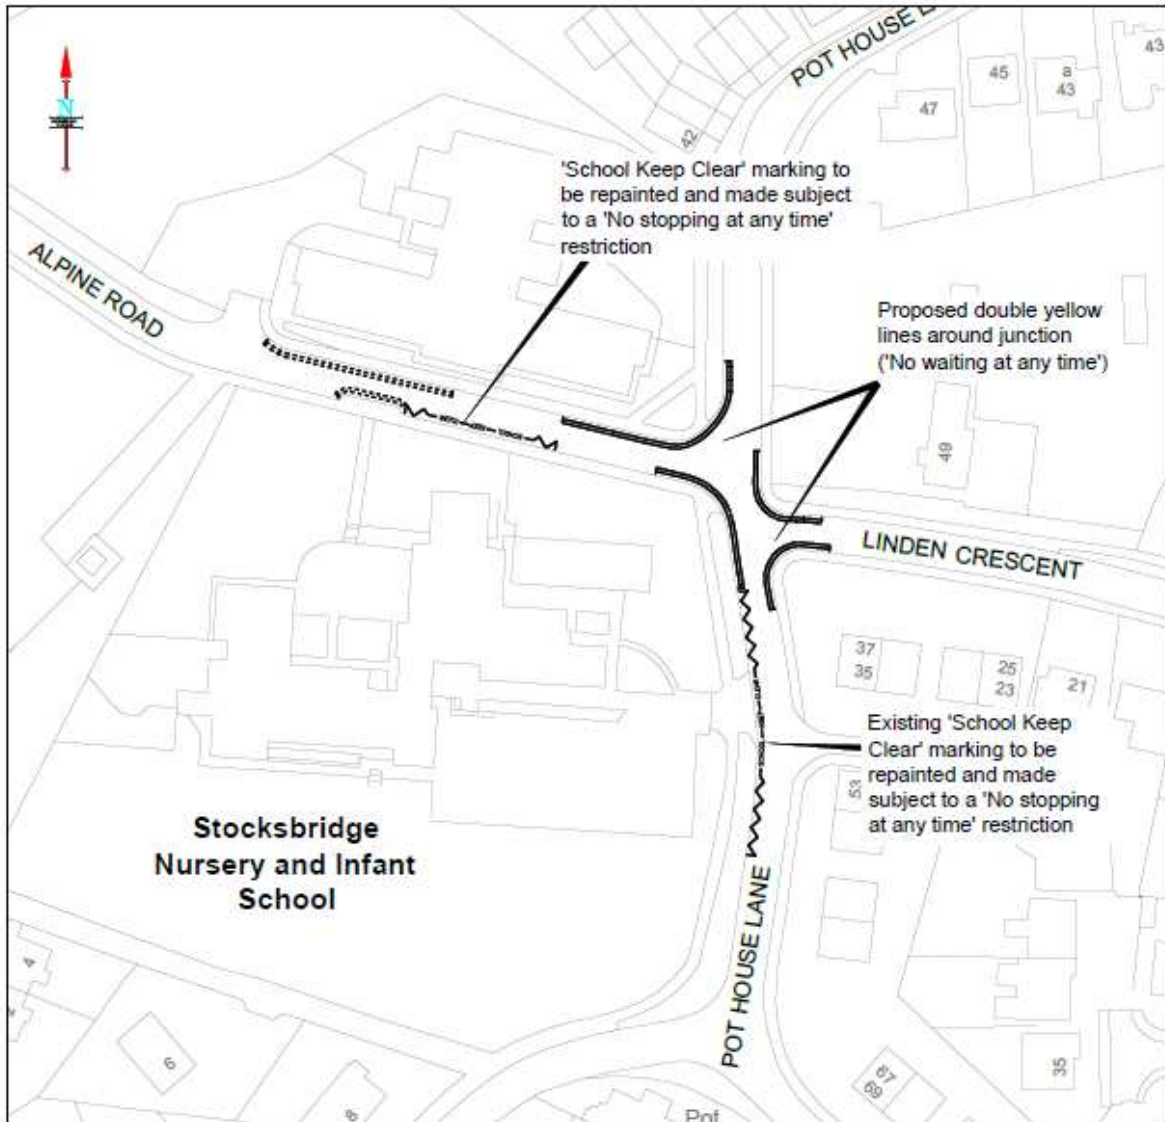 POT HOUSE L
43
45
a
43
47
N
42
'School Keep Clear' marking to
be repainted and made subject
to a 'No stopping at any time'
restriction
ALPINE ROAD
Proposed double yellow
lines around junction
('No waiting at any time')
49
LINDEN CRESCENT
37
35
25
23
21
Existing 'School Keep
Clear' marking to be
repainted and made
subject to a 'No stopping
at any time' restriction
53
Stocksbridge
Nursery and Infant
School
POT HOUSE LANE
4
6
8
67
69
35
Pof